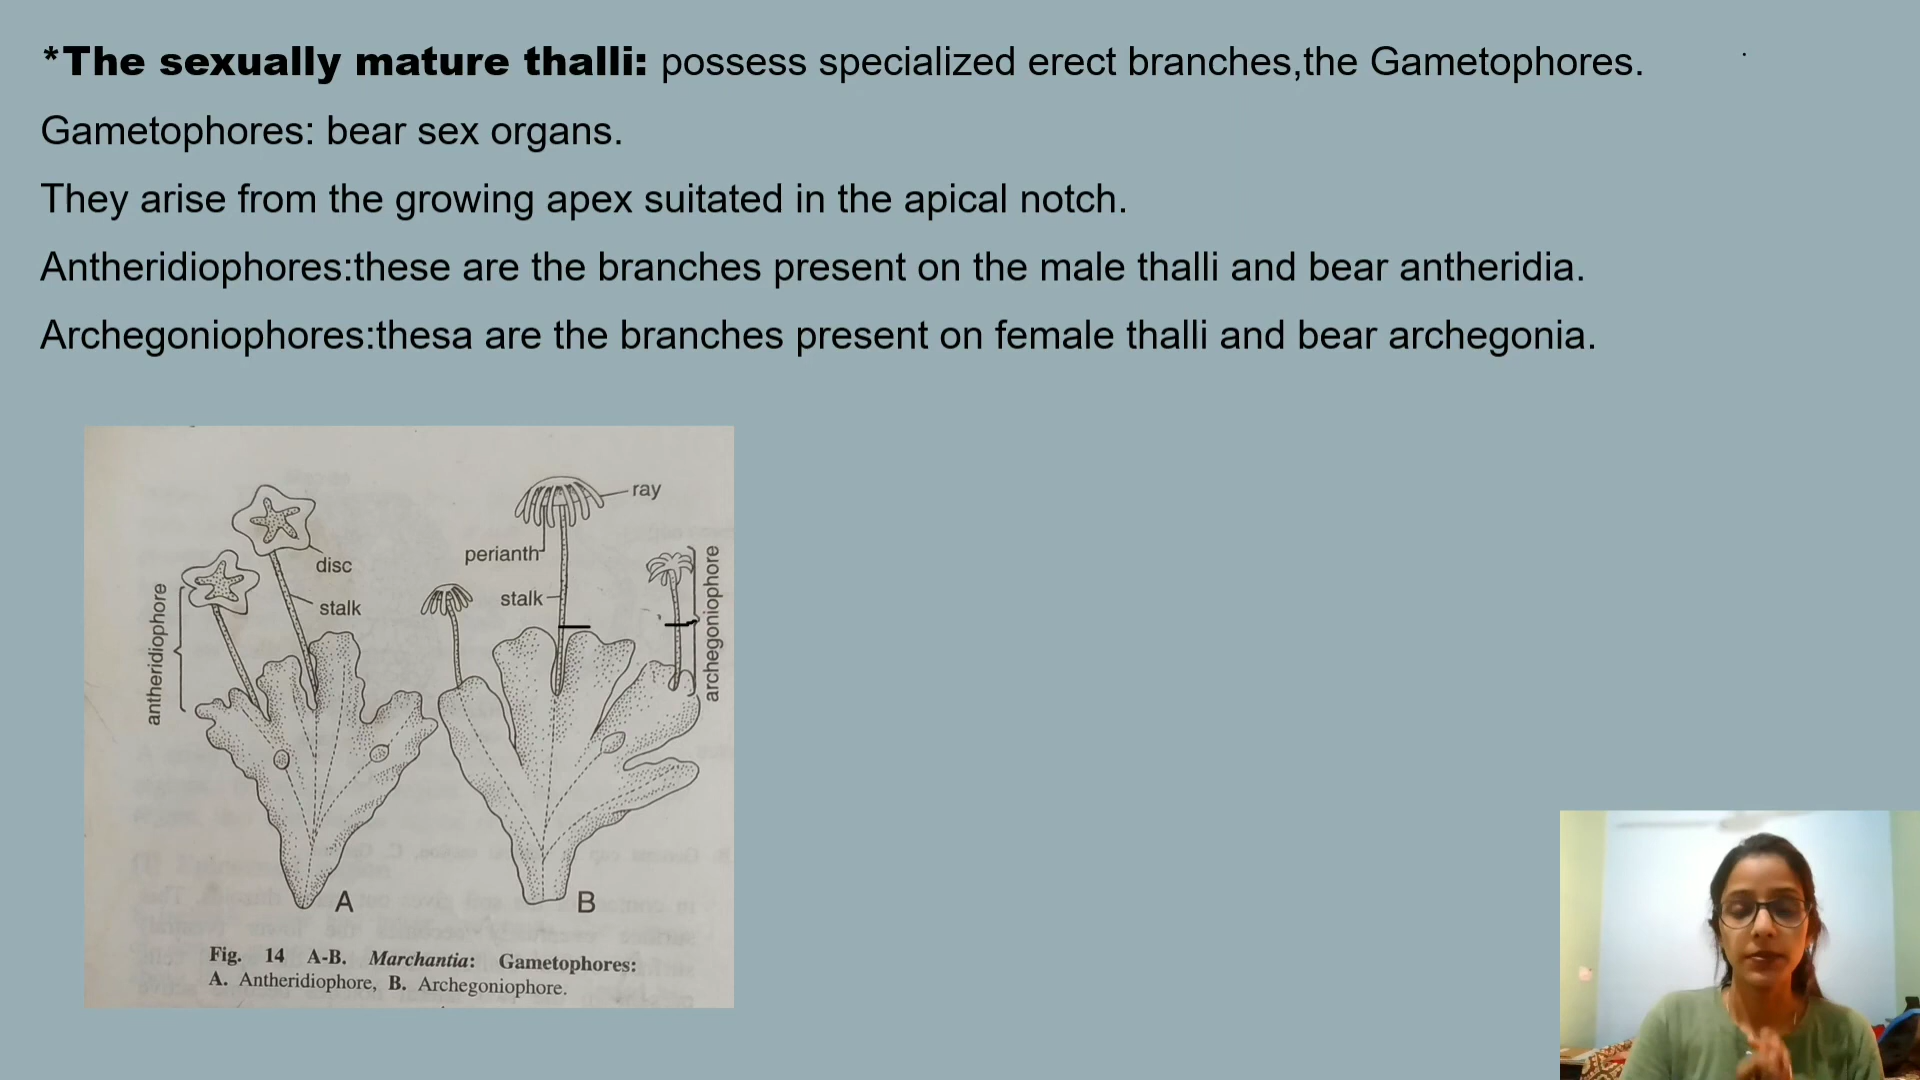 *The sexually mature thalli: possess specialized erect branches,the Gametophores.
Gametophores: bear sex organs.
They arise from the growing apex suitated in the apical notch.
Antheridiophores:these are the branches present on the male thalli and bear antheridia.
Archegoniophores:thesa are the branches present on female thalli and bear archegonia.
ray
perianth
disc
stalk
stalk
antheridiophore
archegoniophore
A
B
Fig. 14 A-B. Marchantia: Gametophores:
A. Antheridiophore, B. Archegoniophore.